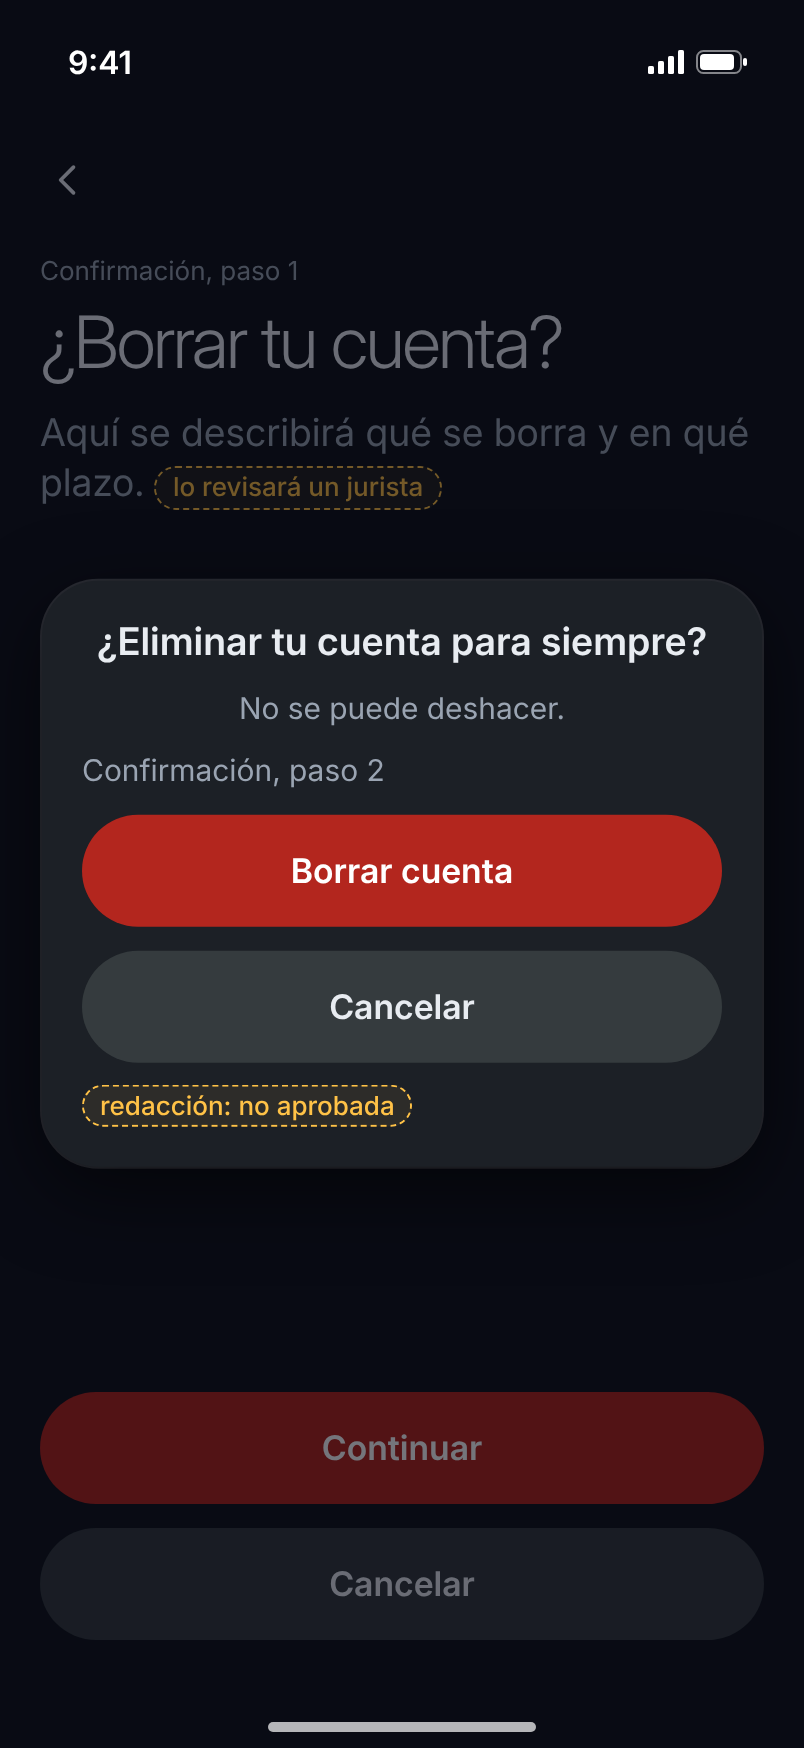 9:41
Confirmación, paso 1
¿Borrar tu cuenta?
Aquí se describirá qué se borra y en qué
plazo. lo revisará un jurista
¿Eliminar tu cuenta para siempre?
No se puede deshacer.
Confirmación, paso 2
Borrar cuenta
Cancelar
redacción: no aprobada
Continuar
Cancelar